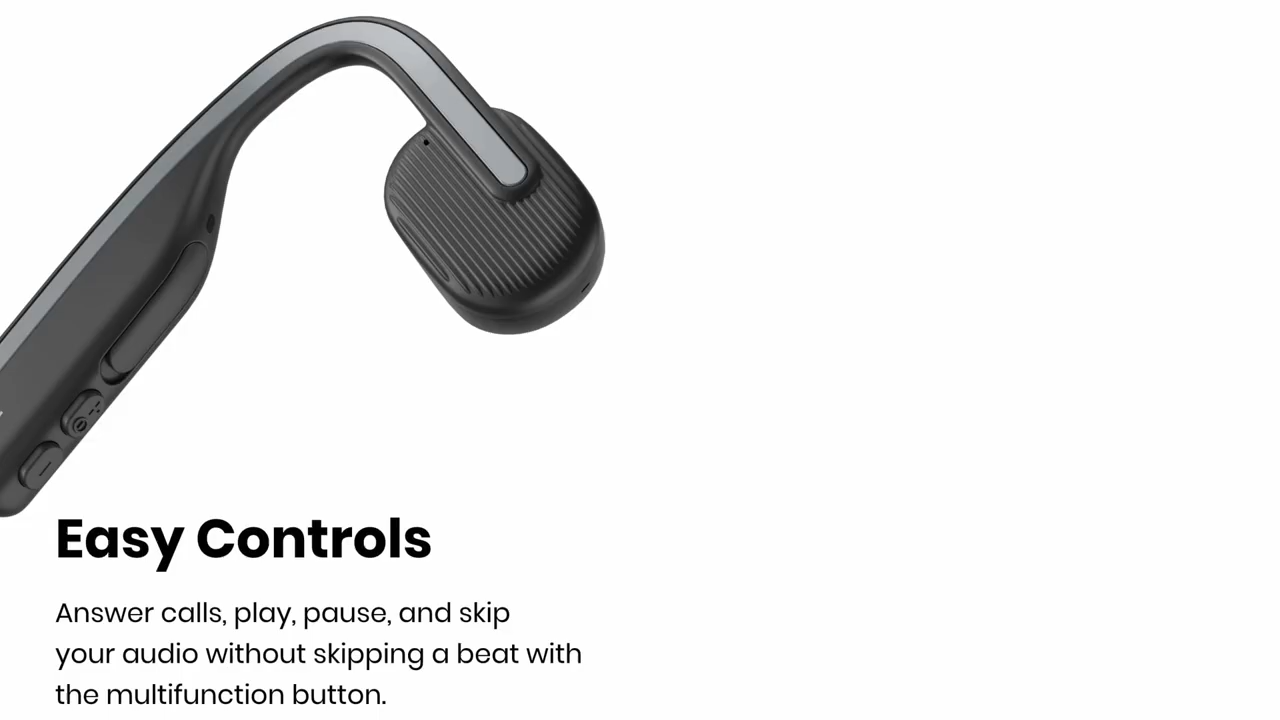 Easy Controls
Answer calls, play, pause, and skip
your audio without skipping a beat with
the multifunction button.